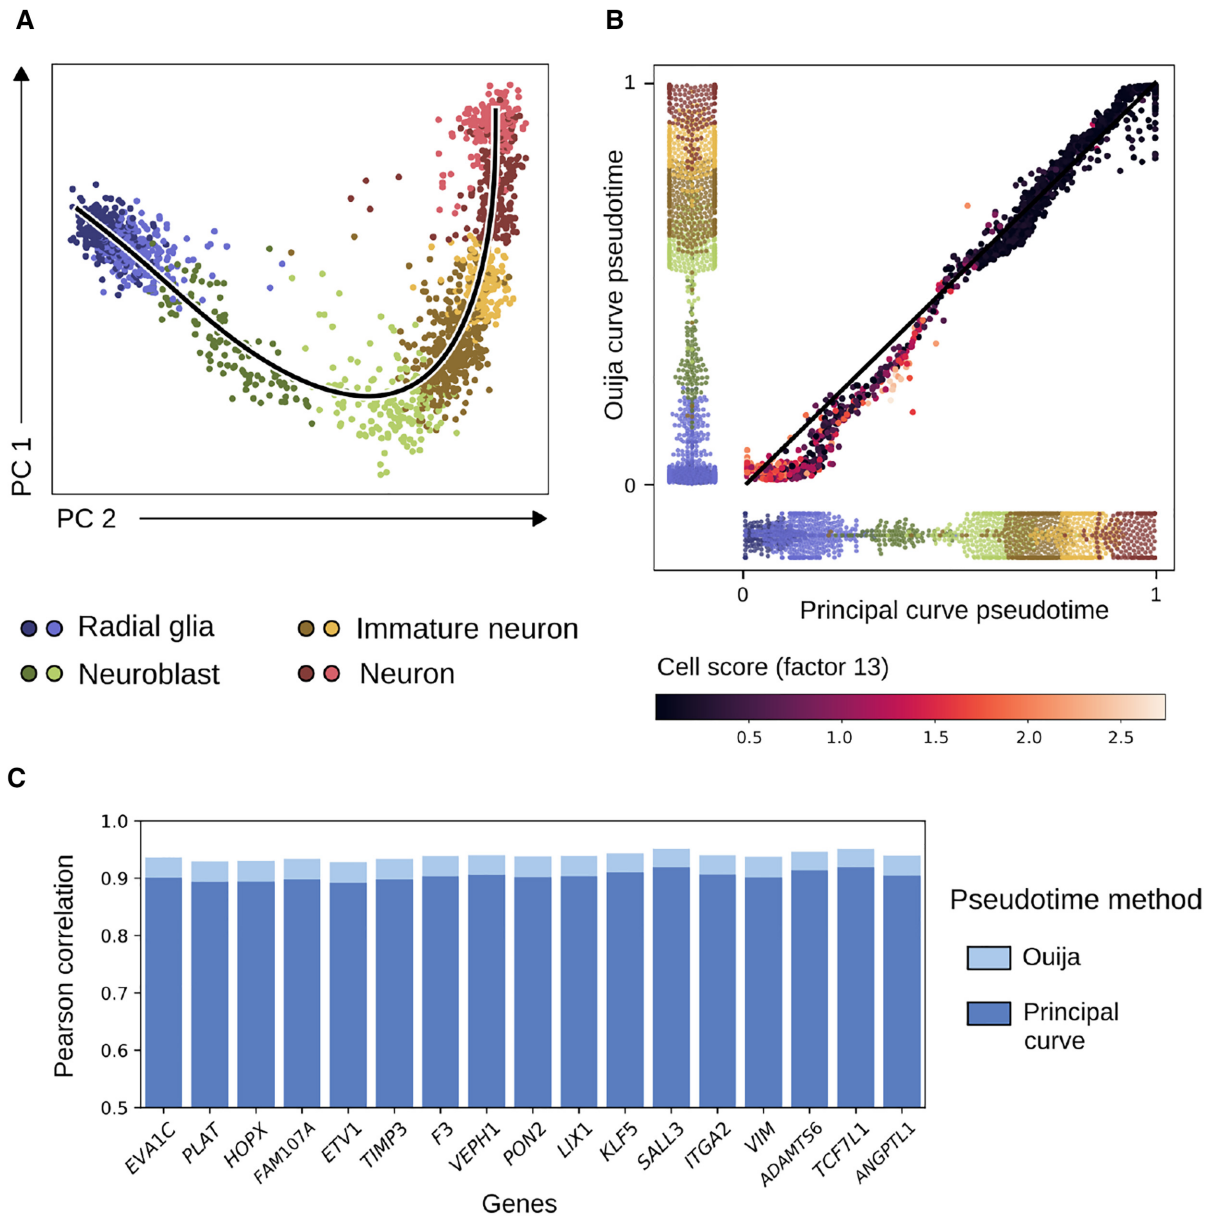 A
PC 1
PC 2
Radial glia
Neuroblast
Immature neuron
Neuron
B
Ouija curve pseudotime
1
0
0
1
Principal curve pseudotime
Cell score (factor 13)
0.5 1.0 1.5 2.0 2.5
C
Pearson correlation
1.0
0.9
0.8
0.7
0.6
0.5
EVA1C
PLAT
HOPX
FAM107A
ETV1
TIMP3
F3
VEPH1
PON2
LIX1
KLF5
SALL3
ITGA2
VIM
ADAMTS6
TCF7L1
ANGPTL1
Genes
Pseudotime method
Ouija
Principal
curve